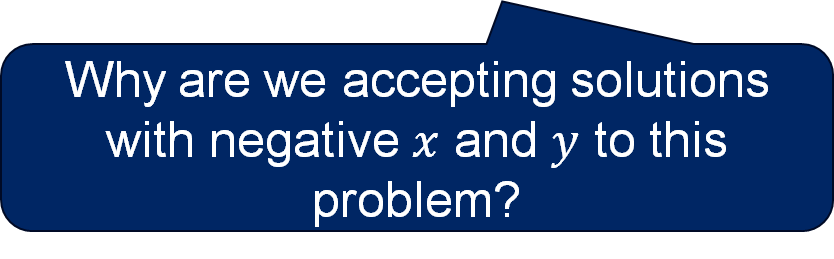 Why are we accepting solutions
with negative 𝑥 and 𝑦 to this
problem?